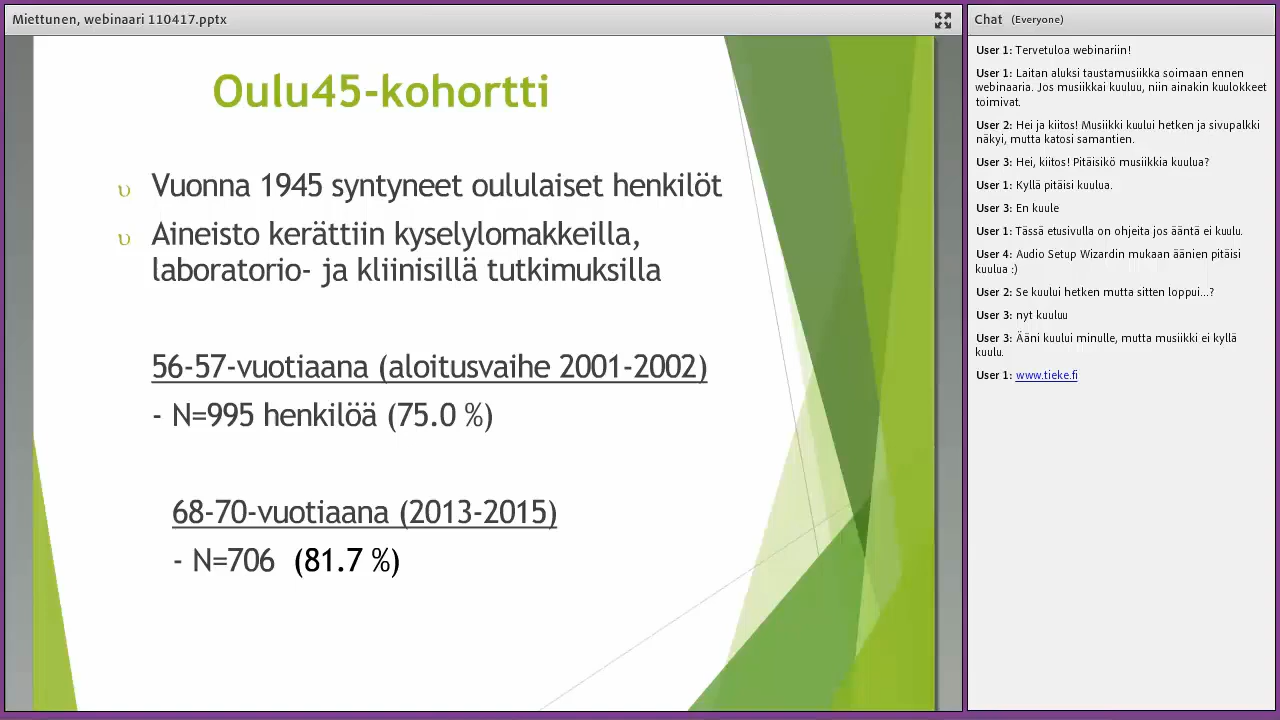 Miettunen, webinaari 110417.pptx
Oulu45-kohortti
υ Vuonna 1945 syntyneet oululaiset henkilöt
υ Aineisto kerättiin kyselylomakkeilla,
laboratorio- ja kliinisillä tutkimuksilla
56-57-vuotiaana (aloitusvaihe 2001-2002)
- N=995 henkilöä (75.0 %)
68-70-vuotiaana (2013-2015)
- N=706 (81.7 %)
Chat (Everyone)
User 1: Tervetuloa webinariin!
User 1: Laitan aluksi taustamusiikka soimaan ennen
webinaaria. Jos musiikkai kuuluu, niin ainakin kuulokkeet
toimivat.
User 2: Hei ja kiitos! Musiikki kuului hetken ja sivupalkki
näkyi, mutta katosi samantien.
User 3: Hei, kiitos! Pitäisikö musiikkia kuulua?
User 1: Kyllä pitäisi kuulua.
User 3: En kuule
User 1: Tässä etusivulla on ohjeita jos ääntä ei kuulu.
User 4: Audio Setup Wizardin mukaan äänien pitäisi
kuulua :)
User 2: Se kuului hetken mutta sitten loppui...?
User 3: nyt kuuluu
User 3: Ääni kuului minulle, mutta musiikki ei kyllä
kuulu.
User 1: www.tieke.fi